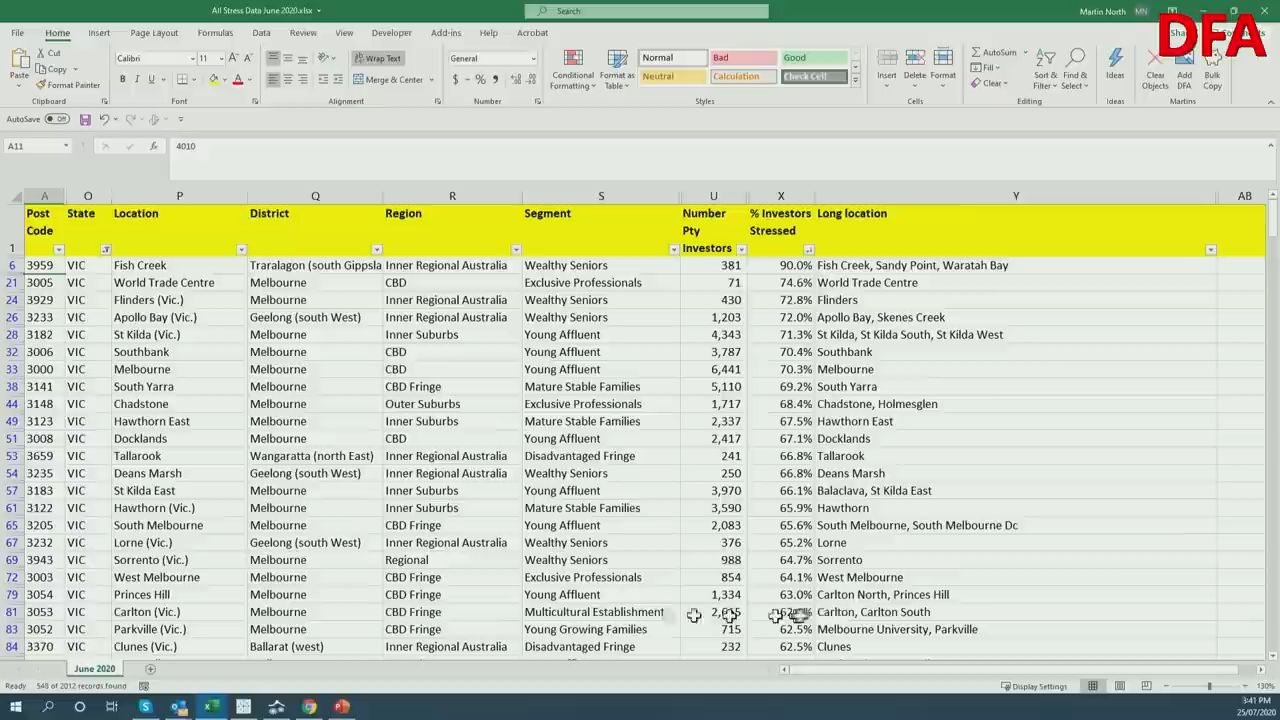 All Stress Data June 2020.xlsx
Search
Martin North MN
DFA
File Home Insert Page Layout Formulas Data Review View Developer Add-ins Help Acrobat
Paste
Cut
Copy
Format Painter
Clipboard
Calibri 11
B I U
Font
Wrap Text
Merge & Center
Alignment
General
$ % ,
Number
Conditional Formatting
Format as Table
Normal Bad Good
Neutral Calculation Check Cell
Styles
Insert Delete Format
Cells
AutoSum
Fill
Clear
Sort & Filter
Find & Select
Editing
Ideas
Ideas
Clear Objects
Add DFA
Bulk Copy
Martins
AutoSave Off
A11 fx 4010
A O P Q R S U X Y AB
1 Post Code State Location District Region Segment Number Pty Investors % Investors Stressed Long location
6 3959 VIC Fish Creek Traralagon (south Gippsla Inner Regional Australia Wealthy Seniors 381 90.0% Fish Creek, Sandy Point, Waratah Bay
21 3005 VIC World Trade Centre Melbourne CBD Exclusive Professionals 71 74.6% World Trade Centre
24 3929 VIC Flinders (Vic.) Melbourne Inner Regional Australia Wealthy Seniors 430 72.8% Flinders
26 3233 VIC Apollo Bay (Vic.) Geelong (south West) Inner Regional Australia Wealthy Seniors 1,203 72.0% Apollo Bay, Skenes Creek
28 3182 VIC St Kilda (Vic.) Melbourne Inner Suburbs Young Affluent 4,343 71.3% St Kilda, St Kilda South, St Kilda West
32 3006 VIC Southbank Melbourne CBD Young Affluent 3,787 70.4% Southbank
33 3000 VIC Melbourne Melbourne CBD Young Affluent 6,441 70.3% Melbourne
38 3141 VIC South Yarra Melbourne CBD Fringe Mature Stable Families 5,110 69.2% South Yarra
44 3148 VIC Chadstone Melbourne Outer Suburbs Exclusive Professionals 1,717 68.4% Chadstone, Holmesglen
49 3123 VIC Hawthorn East Melbourne Inner Suburbs Mature Stable Families 2,337 67.5% Hawthorn East
51 3008 VIC Docklands Melbourne CBD Young Affluent 2,417 67.1% Docklands
53 3659 VIC Tallarook Wangaratta (north East) Inner Regional Australia Disadvantaged Fringe 241 66.8% Tallarook
54 3235 VIC Deans Marsh Geelong (south West) Inner Regional Australia Wealthy Seniors 250 66.8% Deans Marsh
57 3183 VIC St Kilda East Melbourne Inner Suburbs Young Affluent 3,970 66.1% Balaclava, St Kilda East
61 3122 VIC Hawthorn (Vic.) Melbourne Inner Suburbs Mature Stable Families 3,590 65.9% Hawthorn
65 3205 VIC South Melbourne Melbourne CBD Fringe Young Affluent 2,083 65.6% South Melbourne, South Melbourne Dc
67 3232 VIC Lorne (Vic.) Geelong (south West) Inner Regional Australia Wealthy Seniors 376 65.2% Lorne
69 3943 VIC Sorrento (Vic.) Melbourne Regional Wealthy Seniors 988 64.7% Sorrento
72 3003 VIC West Melbourne Melbourne CBD Fringe Exclusive Professionals 854 64.1% West Melbourne
79 3054 VIC Princes Hill Melbourne CBD Fringe Young Affluent 1,334 63.0% Carlton North, Princes Hill
81 3053 VIC Carlton (Vic.) Melbourne CBD Fringe Multicultural Establishment Carlton, Carlton South
83 3052 VIC Parkville (Vic.) Melbourne CBD Fringe Young Growing Families 715 62.5% Melbourne University, Parkville
84 3370 VIC Clunes (Vic.) Ballarat (west) Inner Regional Australia Disadvantaged Fringe 232 62.5% Clunes
June 2020
Ready 548 of 2012 records found Display Settings 130%
3:41 PM
25/07/2020